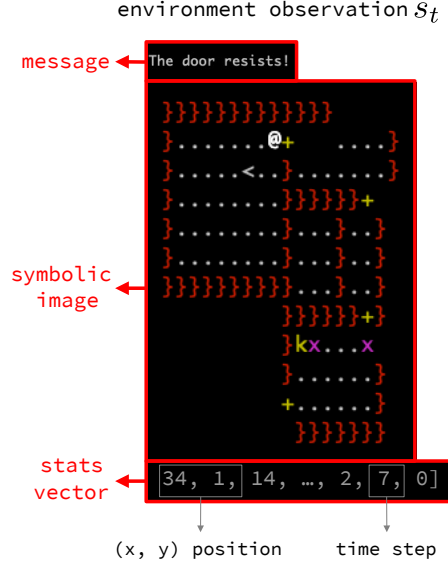 environment observation s_t
message
The door resists!
}}}}}}}}}}}}}
}.......@+    ....}
}.....<..}.......}
}........}}}}}}+
}........}...}..}
}........}...}..}
}}}}}}}}}}...}..}
}}}}}}+}
}kx...x
}......}
+......}
}}}}}}}
symbolic
image
stats
vector
34, 1, 14, …, 2, 7, 0]
(x, y) position
time step